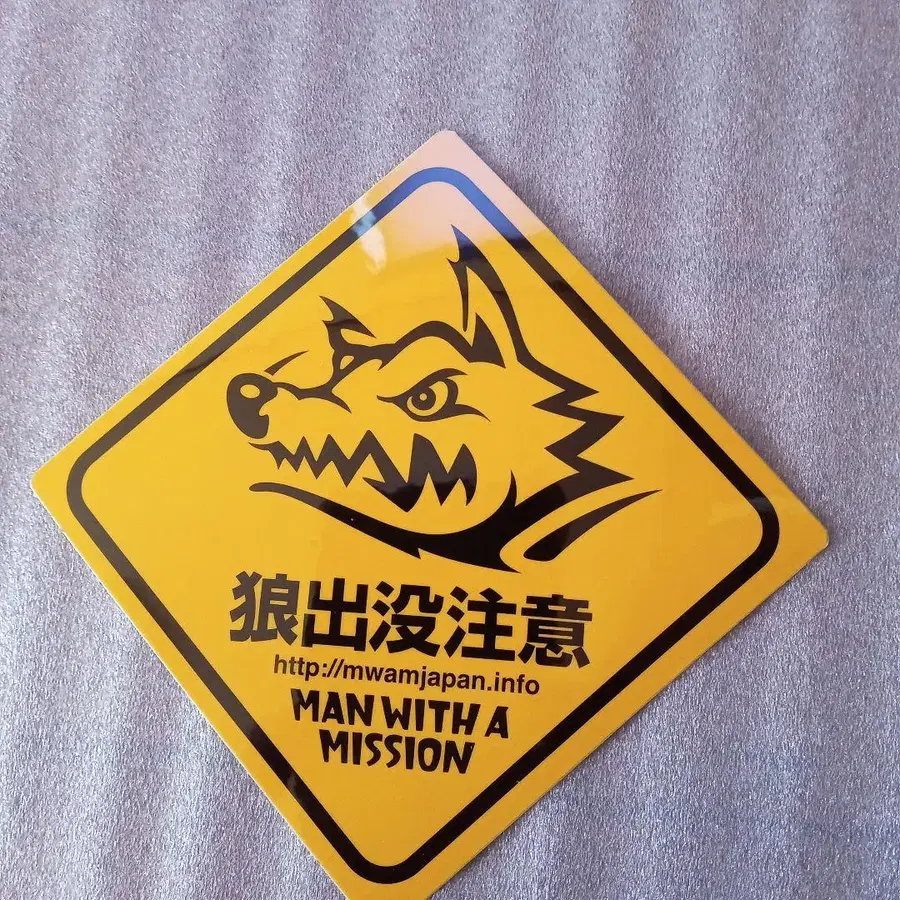 狼出没注意
http://mwamjapan.info
MAN WITH A
MISSION